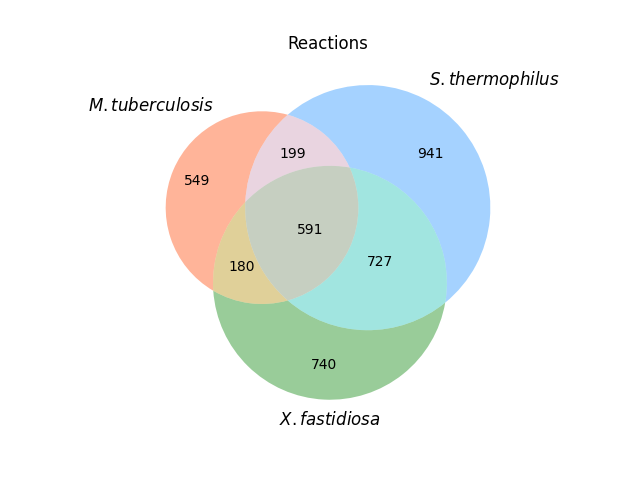 Reactions
S. thermophilus
M. tuberculosis
199
941
549
591
727
180
740
X. fastidiosa